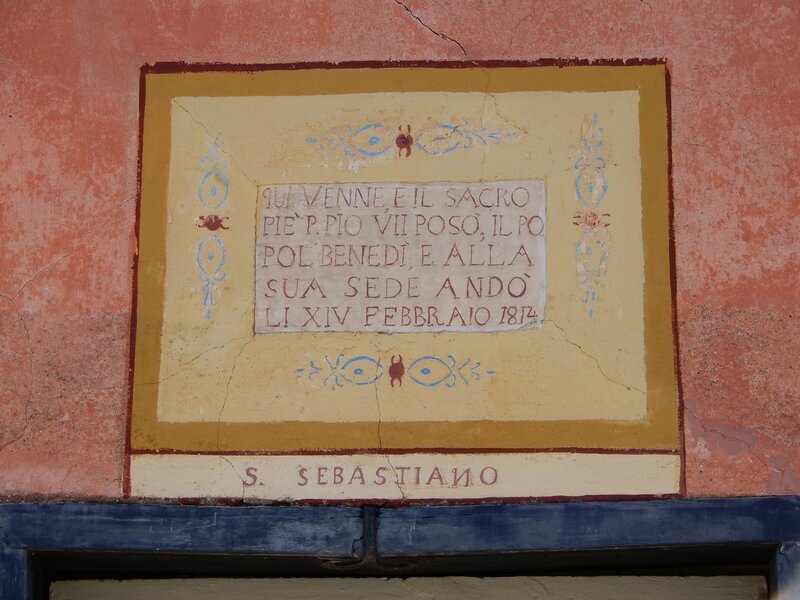 QUI VENNE, E IL SACRO
PIÈ P. PIO VII POSÒ, IL PO
POL BENEDÌ, E ALLA
SUA SEDE ANDÒ
LI XIV FEBBRAIO 1814
S. SEBASTIANO